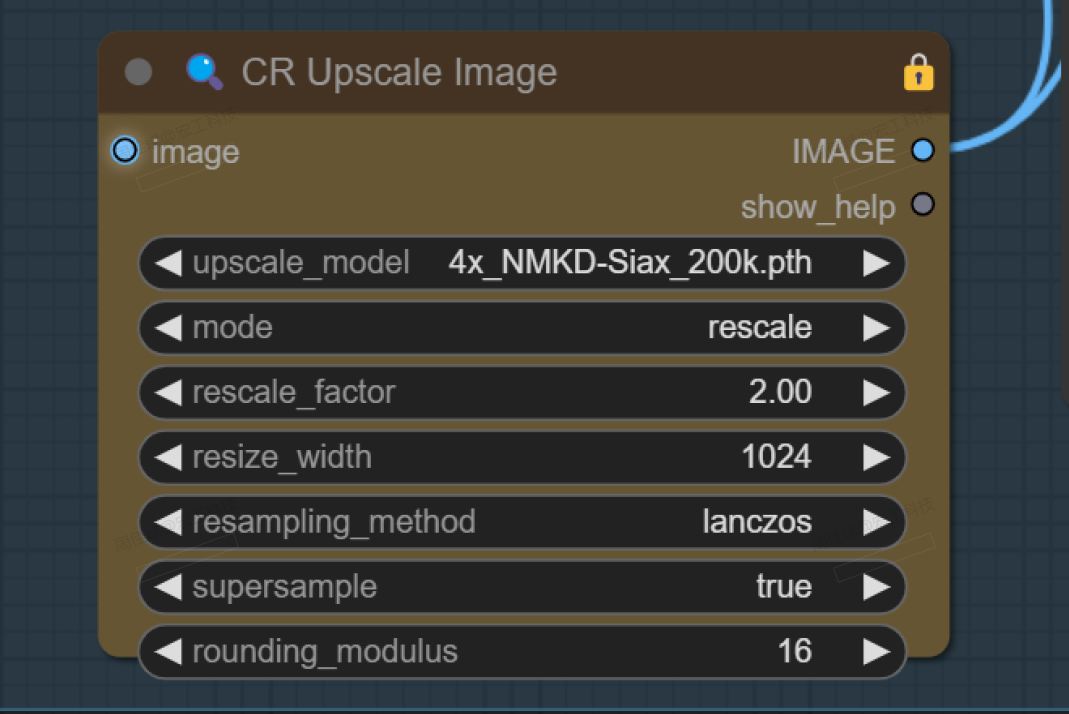 CR Upscale Image
image
IMAGE
show_help
upscale_model 4x_NMKD-Siax_200k.pth
mode rescale
rescale_factor 2.00
resize_width 1024
resampling_method lanczos
supersample true
rounding_modulus 16